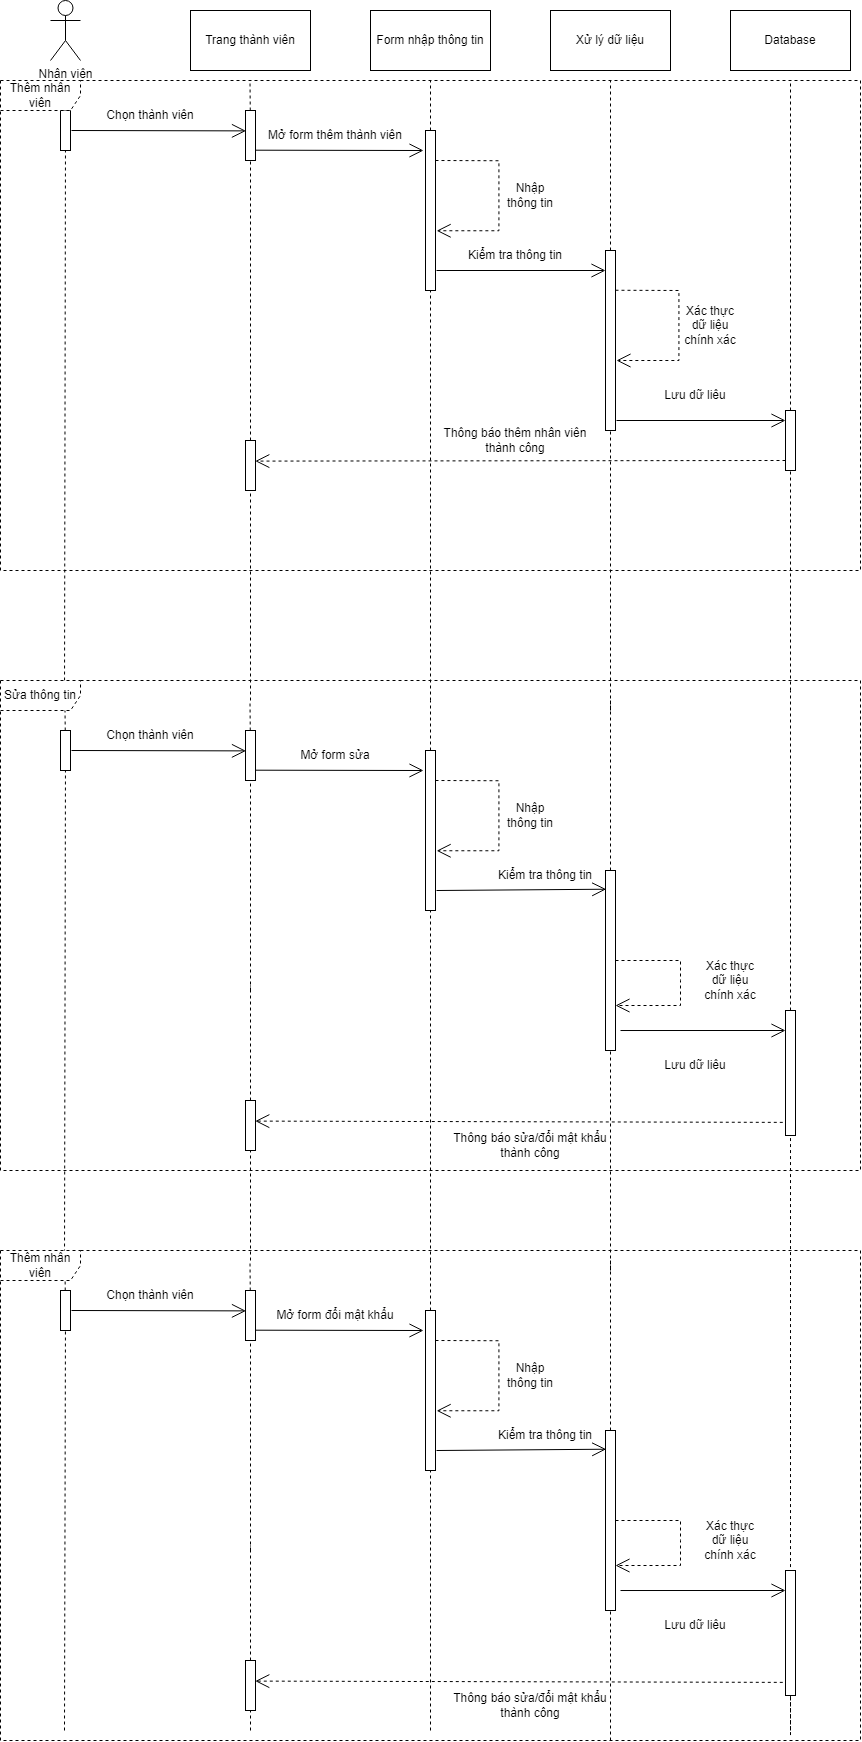 Nhân viên
Trang thành viên
Form nhập thông tin
Xử lý dữ liệu
Database
Thêm nhân
viên
Chọn thành viên
Mở form thêm thành viên
Nhập
thông tin
Kiểm tra thông tin
Xác thực
dữ liệu
chính xác
Lưu dữ liêu
Thông báo thêm nhân viên
thành công
Sửa thông tin
Chọn thành viên
Mở form sửa
Nhập
thông tin
Kiểm tra thông tin
Xác thực
dữ liệu
chính xác
Lưu dữ liêu
Thông báo sửa/đổi mật khẩu
thành công
Thêm nhân
viên
Chọn thành viên
Mở form đổi mật khẩu
Nhập
thông tin
Kiểm tra thông tin
Xác thực
dữ liệu
chính xác
Lưu dữ liêu
Thông báo sửa/đổi mật khẩu
thành công